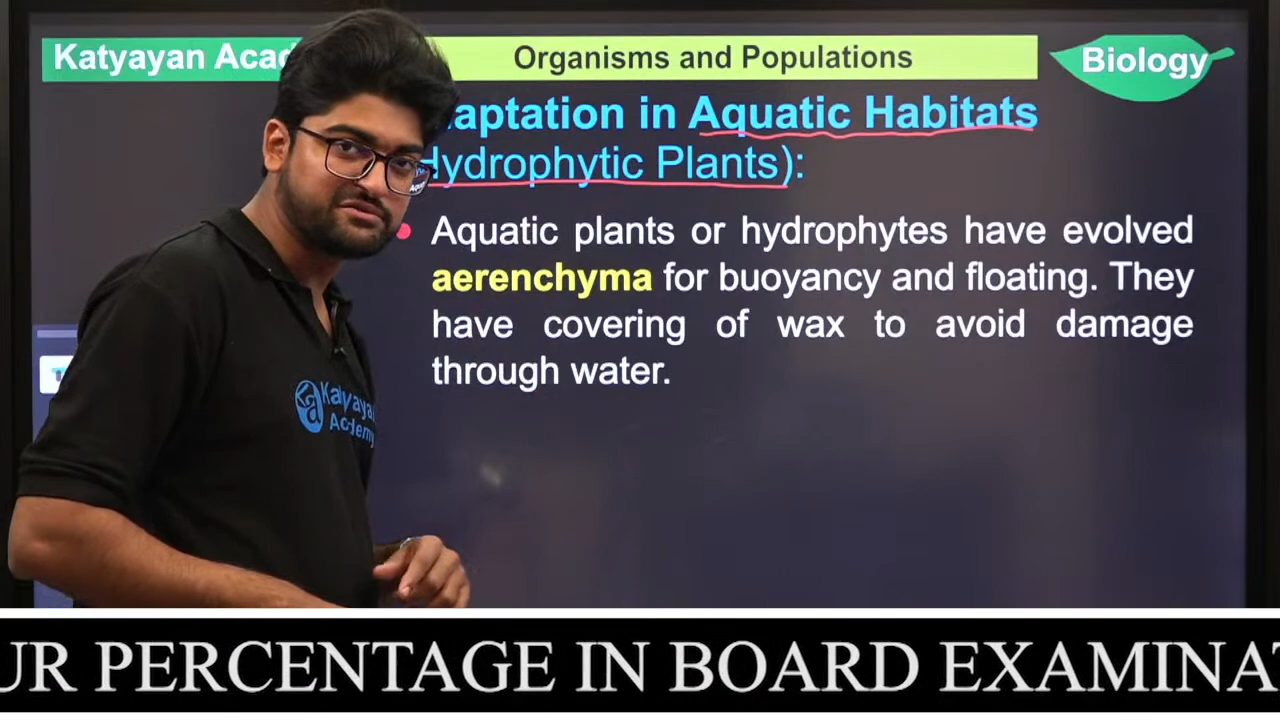 Katyayan Acad
Organisms and Populations
Biology
aptation in Aquatic Habitats
Hydrophytic Plants):
• Aquatic plants or hydrophytes have evolved
aerenchyma for buoyancy and floating. They
have covering of wax to avoid damage
through water.
Katyayan
Academy
UR PERCENTAGE IN BOARD EXAMINAT